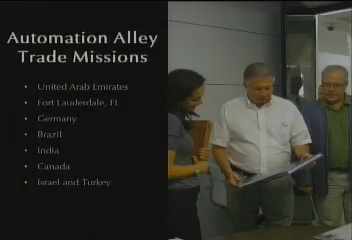 Automation Alley
Trade Missions
• United Arab Emirates
• Fort Lauderdale, FL
• Germany
• Brazil
• India
• Canada
• Israel and Turkey